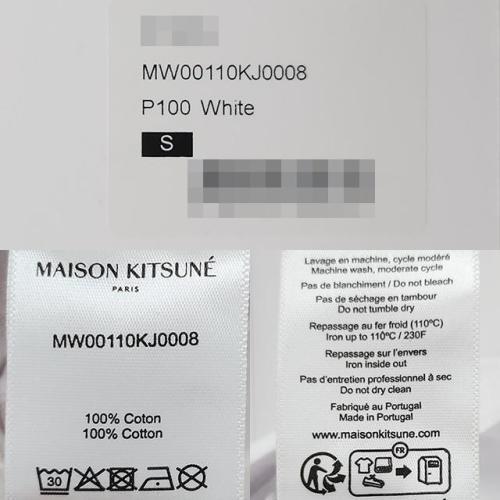 MW00110KJ0008
P100 White
S
MAISON KITSUNÉ
PARIS
MW00110KJ0008
100% Coton
100% Cotton
30
Lavage en machine, cycle modéré
Machine wash, moderate cycle
Pas de blanchiment / Do not bleach
Pas de séchage en tambour
Do not tumble dry
Repassage au fer froid (110ºC)
Iron up to 110ºC / 230F
Repassage sur l'envers
Iron inside out
Pas d'entretien professionnel à sec
Do not dry clean
Fabriqué au Portugal
Made in Portugal
www.maisonkitsune.com
FR